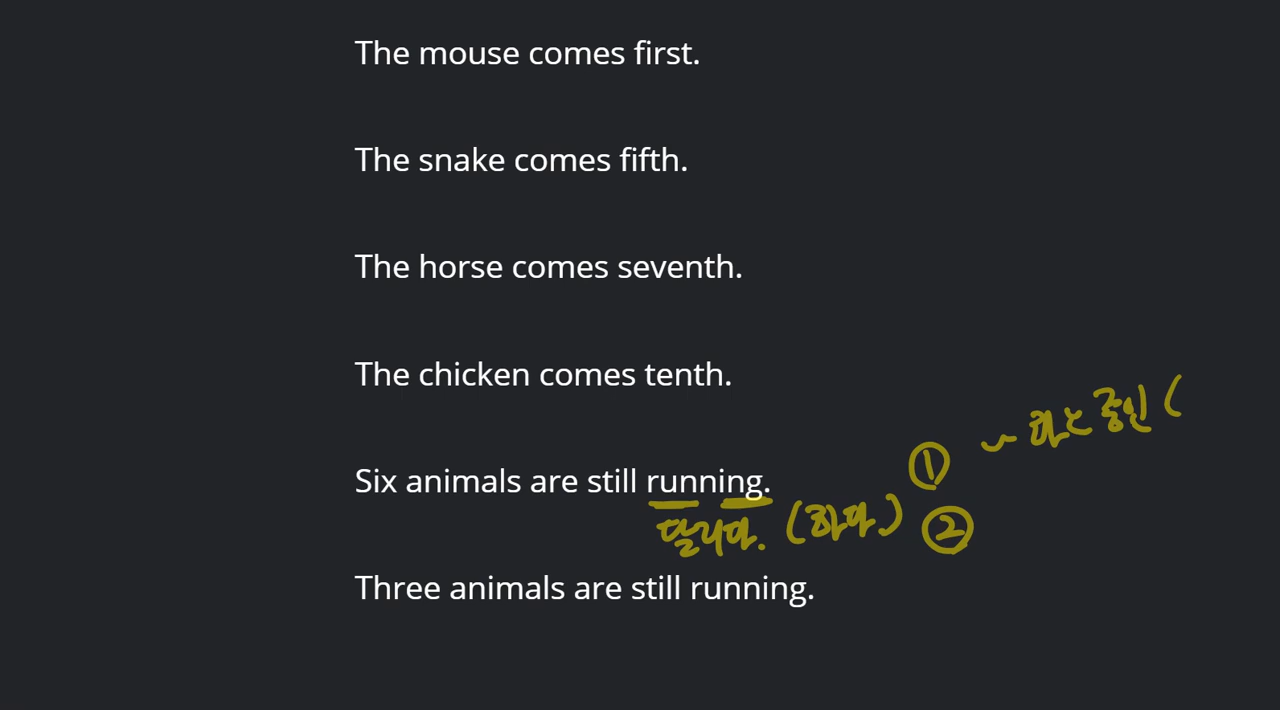 The mouse comes first.
The snake comes fifth.
The horse comes seventh.
The chicken comes tenth.
① ~ 하는 중인 (
Six animals are still running.
달리다. (하다.) ②
Three animals are still running.